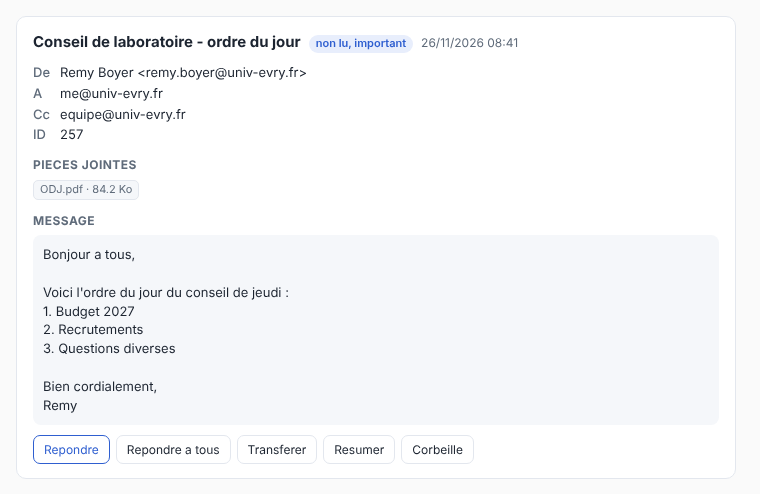 Conseil de laboratoire - ordre du jour non lu, important 26/11/2026 08:41
De Remy Boyer <remy.boyer@univ-evry.fr>
A me@univ-evry.fr
Cc equipe@univ-evry.fr
ID 257
PIECES JOINTES
ODJ.pdf · 84.2 Ko
MESSAGE
Bonjour a tous,
Voici l'ordre du jour du conseil de jeudi :
1. Budget 2027
2. Recrutements
3. Questions diverses
Bien cordialement,
Remy
Repondre Repondre a tous Transferer Resumer Corbeille